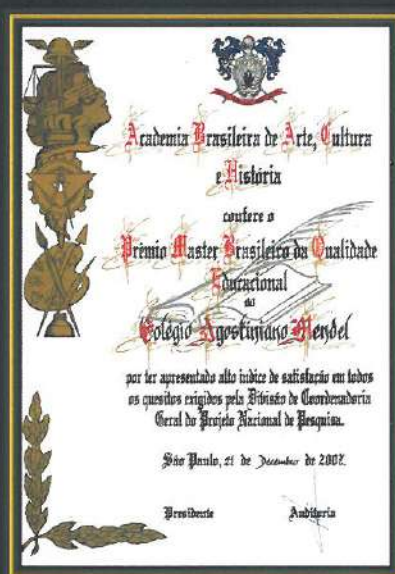 Academia Brasileira de Arte, Cultura
e História
confere o
Prêmio Master Brasileiro da Qualidade
Educacional
ao
Colégio Agostiniano Mendel
por ter apresentado alto índice de satisfação em todos
os quesitos exigidos pela Divisão de Coordenadoria
Geral do Projeto Nacional de Pesquisa.
São Paulo, 21 de Dezembro de 2007.
Presidente Auditoria